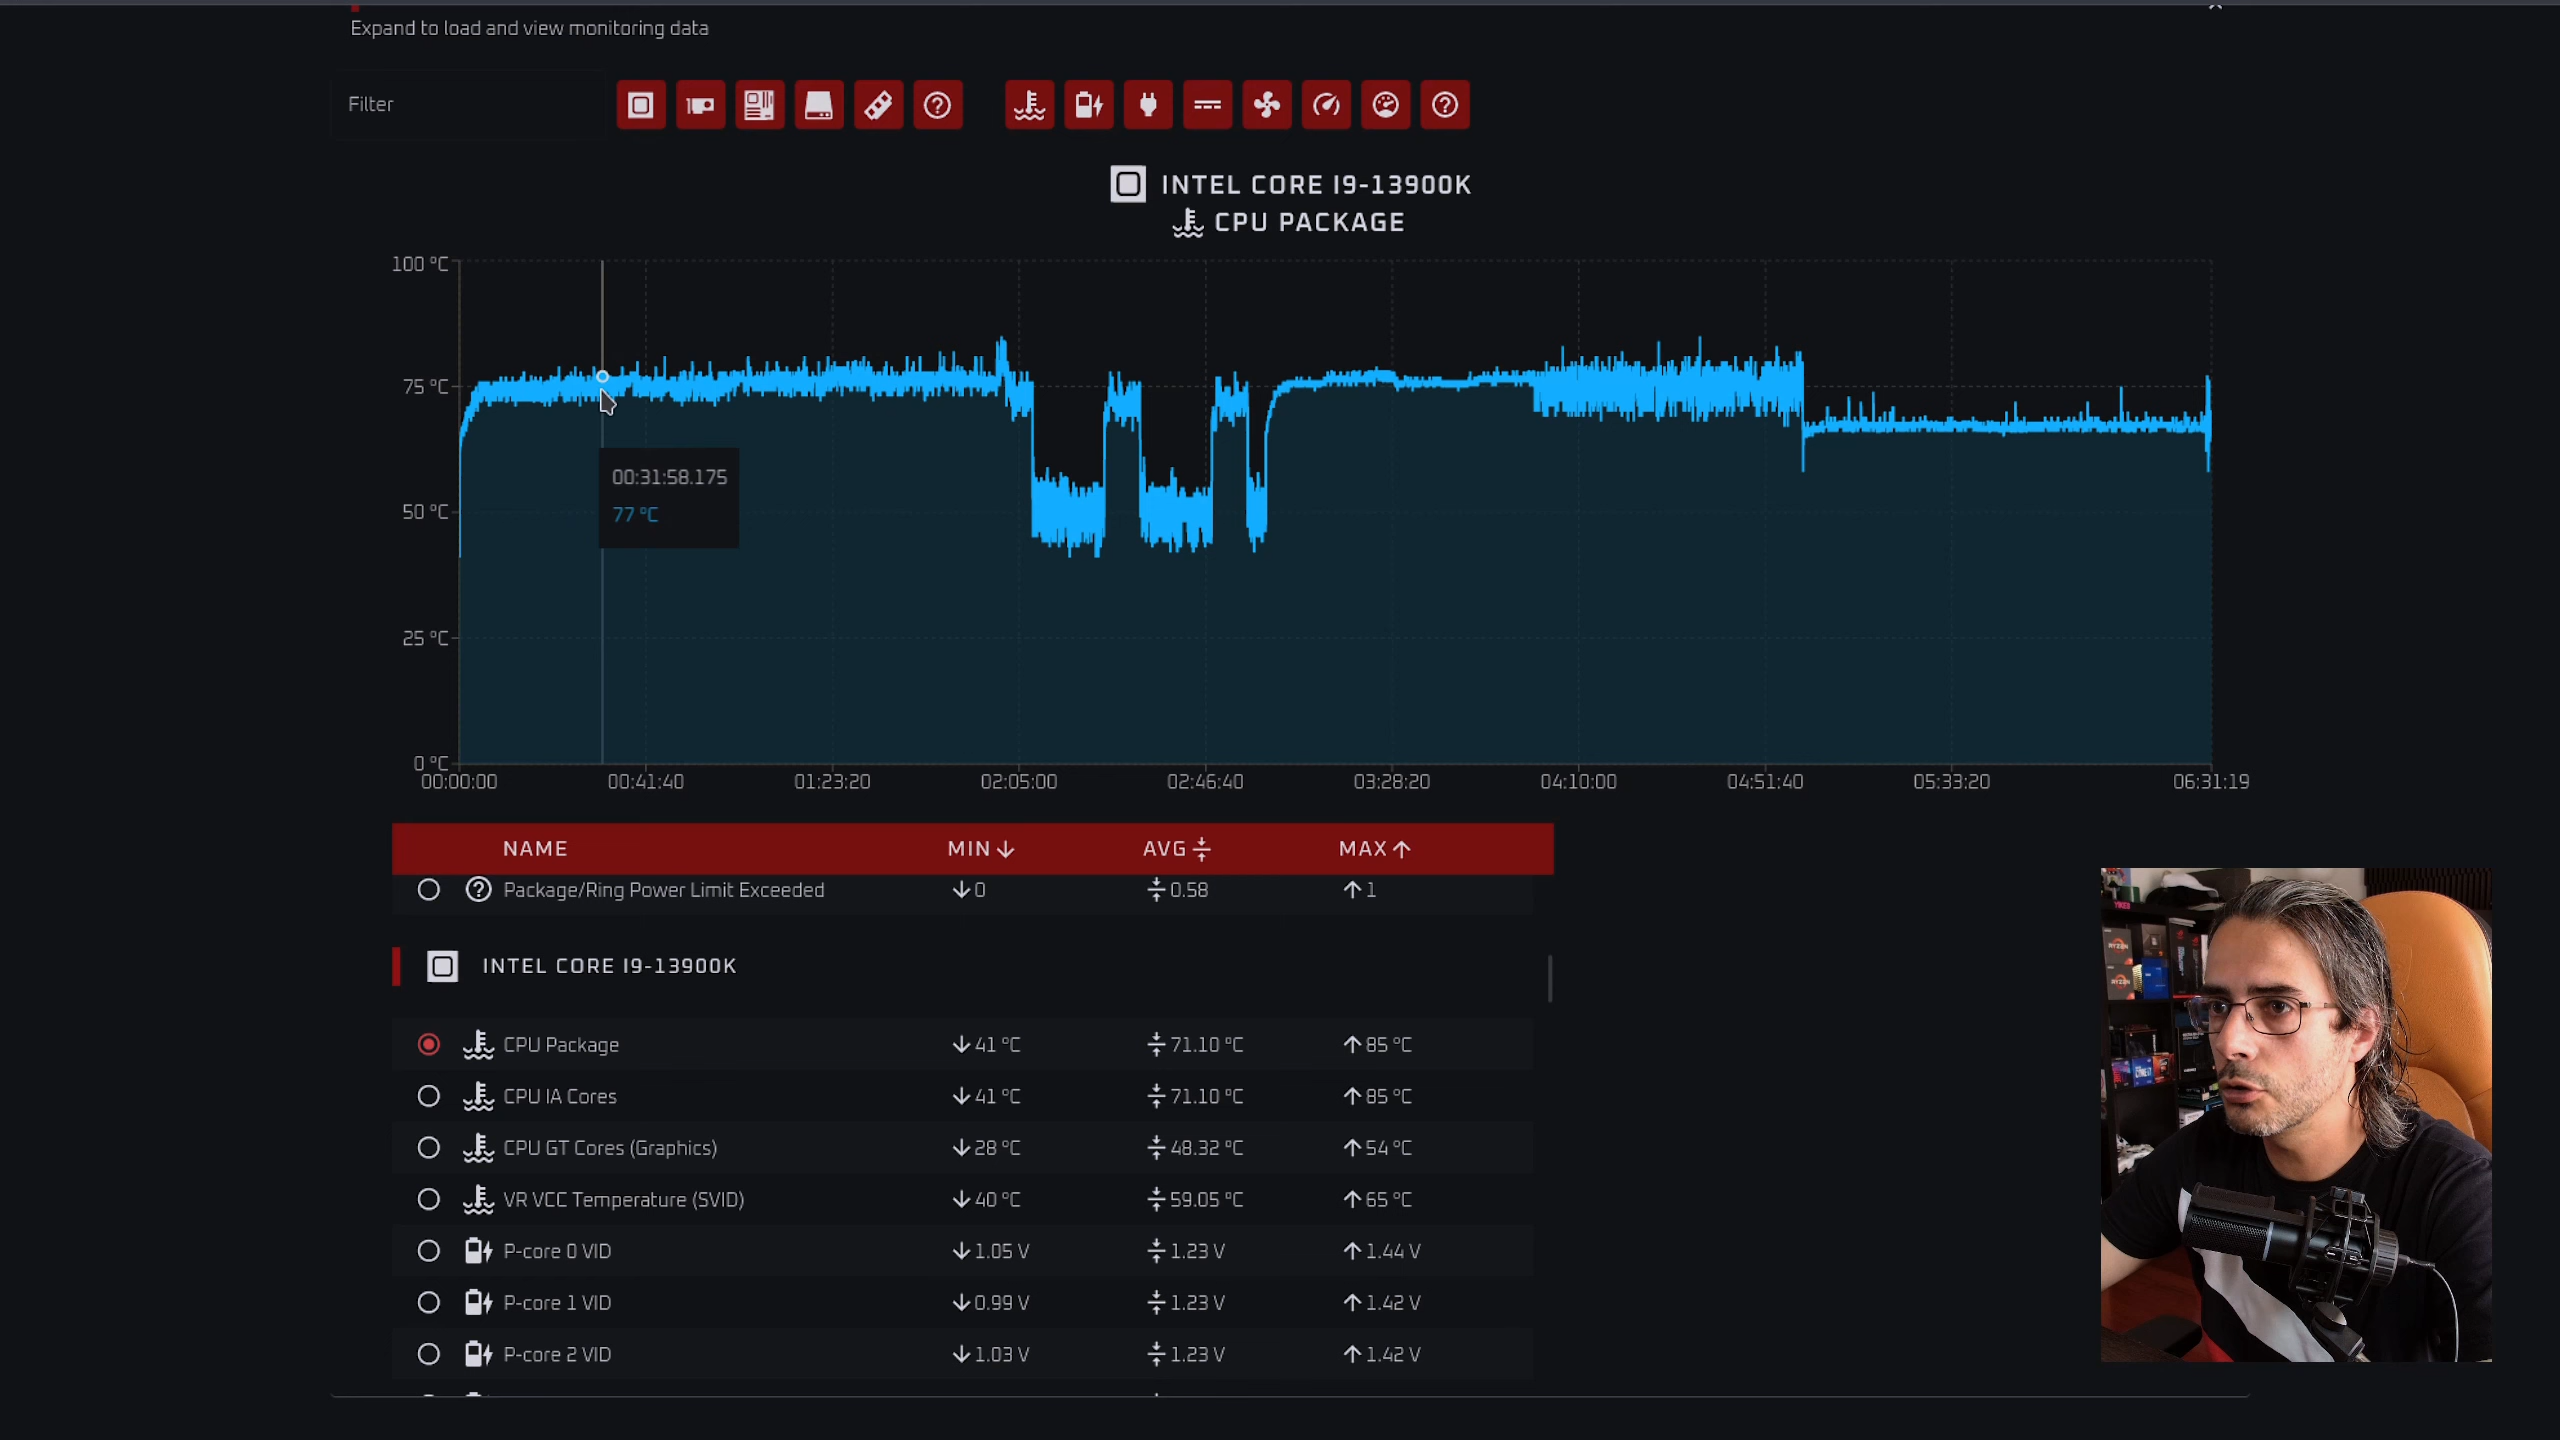 Expand to load and view monitoring data
Filter
INTEL CORE I9-13900K
CPU PACKAGE
100 °C
75 °C
50 °C
25 °C
0 °C
00:31:58.175
77 °C
00:00:00 00:41:40 01:23:20 02:05:00 02:46:40 03:28:20 04:10:00 04:51:40 05:33:20 06:31:19
NAME MIN AVG MAX
Package/Ring Power Limit Exceeded 0 0.58 1
INTEL CORE I9-13900K
CPU Package 41 °C 71.10 °C 85 °C
CPU IA Cores 41 °C 71.10 °C 85 °C
CPU GT Cores (Graphics) 28 °C 48.32 °C 54 °C
VR VCC Temperature (SVID) 40 °C 59.05 °C 65 °C
P-core 0 VID 1.05 V 1.23 V 1.44 V
P-core 1 VID 0.99 V 1.23 V 1.42 V
P-core 2 VID 1.03 V 1.23 V 1.42 V
RYZEN
RYZEN